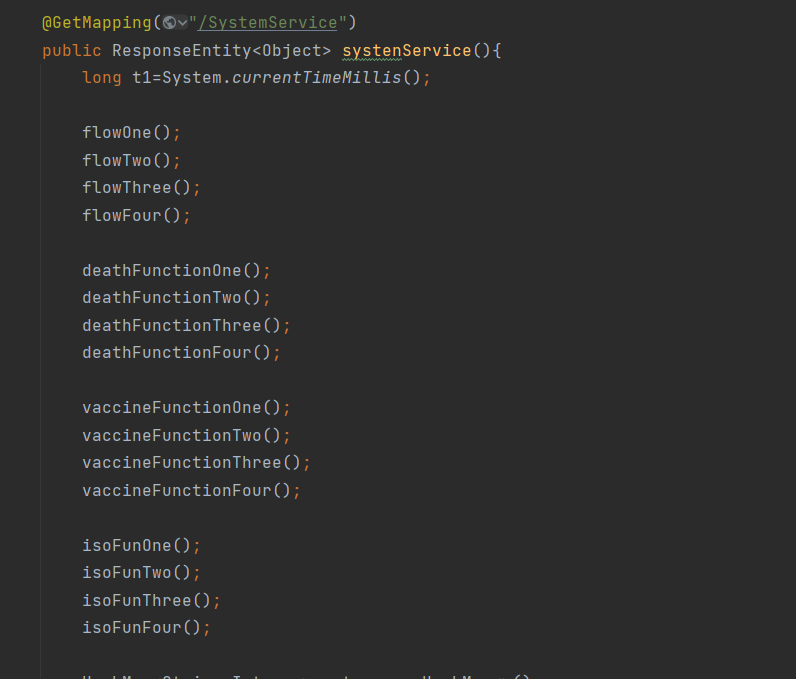 @GetMapping("/SystemService")
public ResponseEntity<Object> systenService(){
long t1=System.currentTimeMillis();
flowOne();
flowTwo();
flowThree();
flowFour();
deathFunctionOne();
deathFunctionTwo();
deathFunctionThree();
deathFunctionFour();
vaccineFunctionOne();
vaccineFunctionTwo();
vaccineFunctionThree();
vaccineFunctionFour();
isoFunOne();
isoFunTwo();
isoFunThree();
isoFunFour();